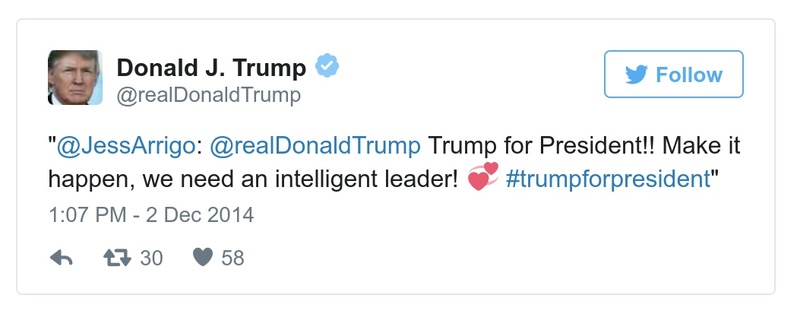 Donald J. Trump
@realDonaldTrump
Follow
"@JessArrigo: @realDonaldTrump Trump for President!! Make it
happen, we need an intelligent leader! 💞 #trumpforpresident"
1:07 PM - 2 Dec 2014
30 58